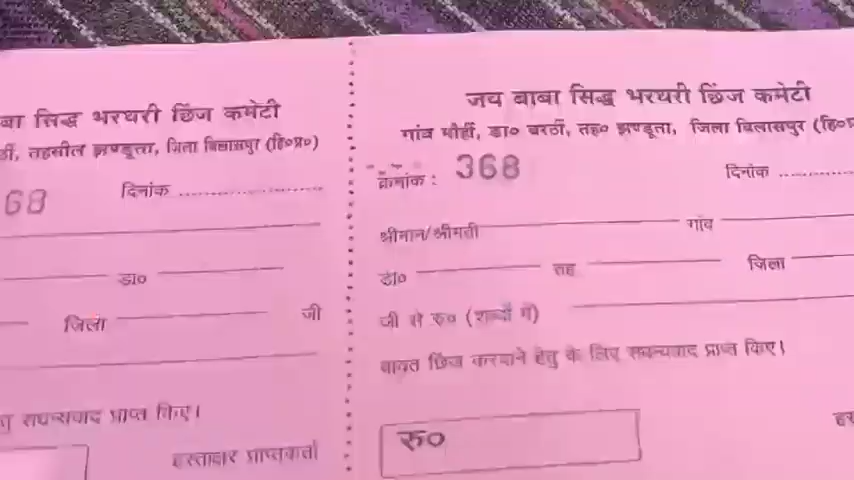 बा सिद्ध भरथरी छिंज कमेटी
ठीं, तहसील झण्डूता, जिला बिलासपुर (हि०प्र०)
68 दिनांक ........................
डा०
जिला जी
सधन्यवाद प्राप्त किए।
हस्ताक्षर प्राप्तकर्ता
जय बाबा सिद्ध भरथरी छिंज कमेटी
गांव मौहीं, डा० बरठीं, तह० झण्डूता, जिला बिलासपुर (हि०प्र
क्रमांक : 368 दिनांक ............
श्रीमान/श्रीमती गांव
डा० तह जिला
जी से रु० (शब्दों में)
बाबत छिंज करवाने हेतु के लिए सधन्यवाद प्राप्त किए।
रु०